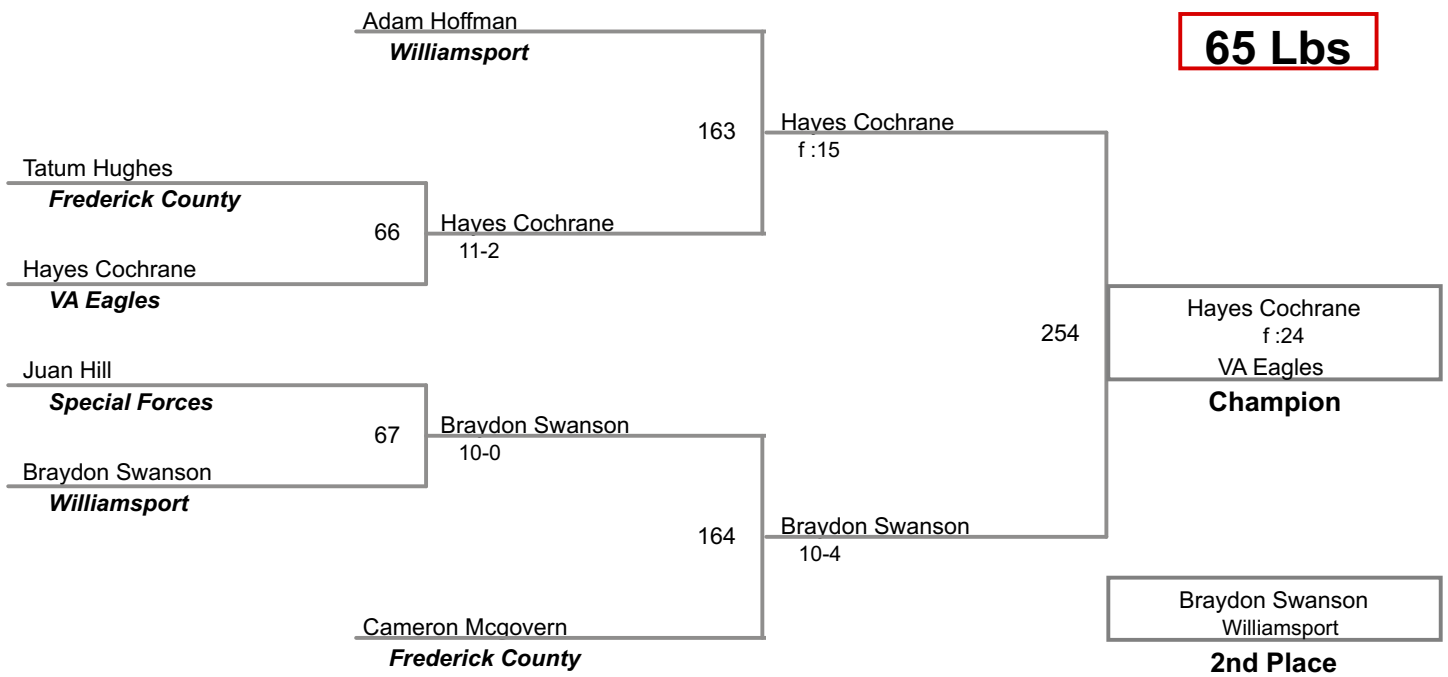 Adam Hoffman
Williamsport
65 Lbs
163
Hayes Cochrane
f :15
Tatum Hughes
Frederick County
66
Hayes Cochrane
11-2
Hayes Cochrane
VA Eagles
254
Hayes Cochrane
f :24
VA Eagles
Champion
Juan Hill
Special Forces
67
Braydon Swanson
10-0
Braydon Swanson
Williamsport
164
Braydon Swanson
10-4
Cameron Mcgovern
Frederick County
Braydon Swanson
Williamsport
2nd Place